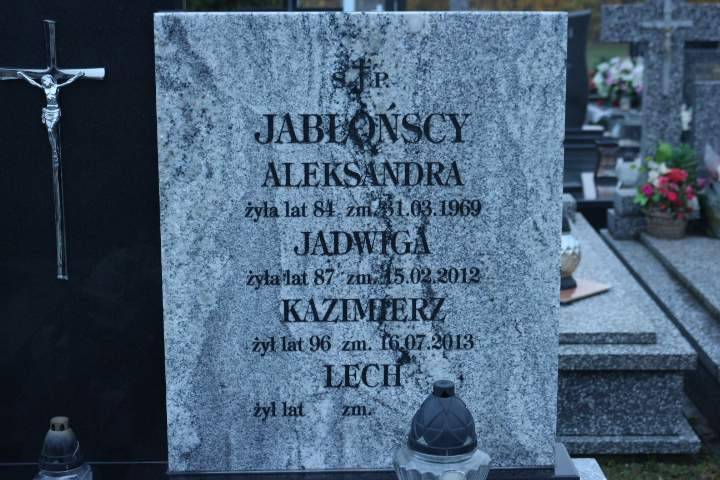 Ś.†P.
JABŁOŃSCY
ALEKSANDRA
żyła lat 84 zm. 31.03.1969
JADWIGA
żyła lat 87 zm. 15.02.2012
KAZIMIERZ
żył lat 96 zm. 16.07.2013
LECH
żył lat zm.